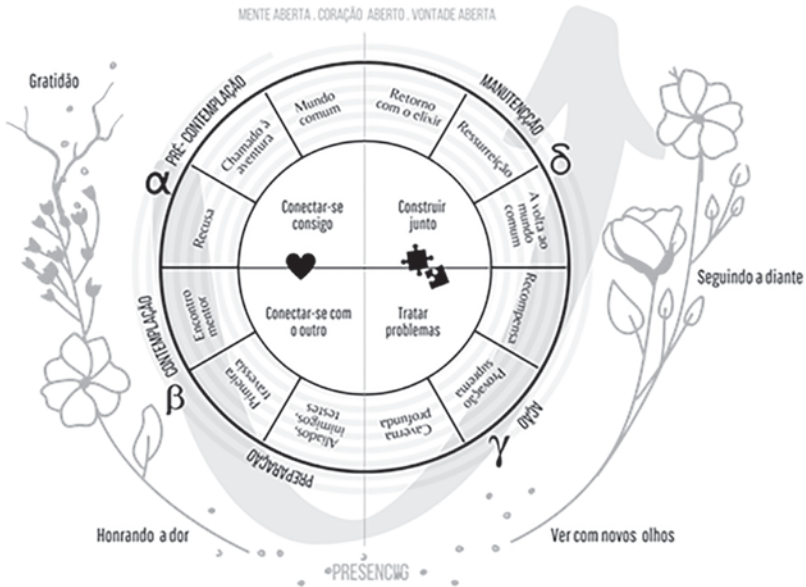 MENTE ABERTA . CORAÇÃO ABERTO . VONTADE ABERTA
Gratidão
PRÉ-CONTEMPLAÇÃO
MANUTENCÇÃO
Mundo
comum
Retorno
com o elixir
Chamado à
aventura
Ressurreição
α
δ
Recusa
Conectar-se
consigo
Construir
junto
A volta ao
mundo
comum
Seguindo a diante
Encontro
mentor
Conectar-se com
o outro
Tratar
problemas
Recompensa
CONTEMPLAÇÃO
β
Primeira
travessia
Provação
suprema
Aliados,
inimigos,
testes
Caverna
profunda
AÇÃO
γ
PREPARAÇÃO
Honrando a dor
Ver com novos olhos
PRESENCING